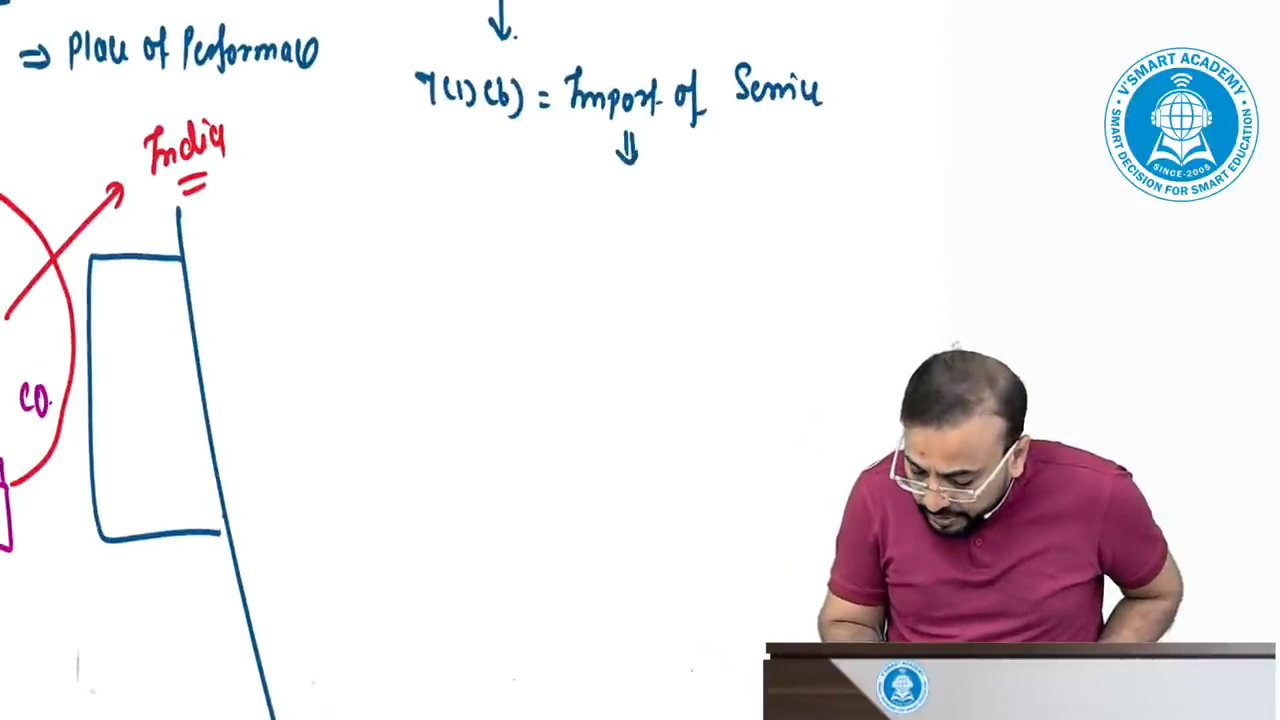 ⇒ Place of Performance
7(1)(b) = Import of Service
India
CO.
V'SMART ACADEMY
SMART DECISION FOR SMART EDUCATION
SINCE-2005